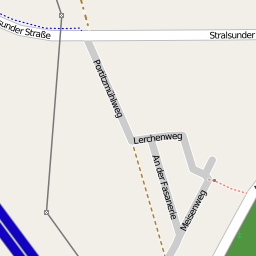 sunder Straße
Stralsunder
Portitzmühlweg
Lerchenweg
An der Fasanerie
Meisenweg